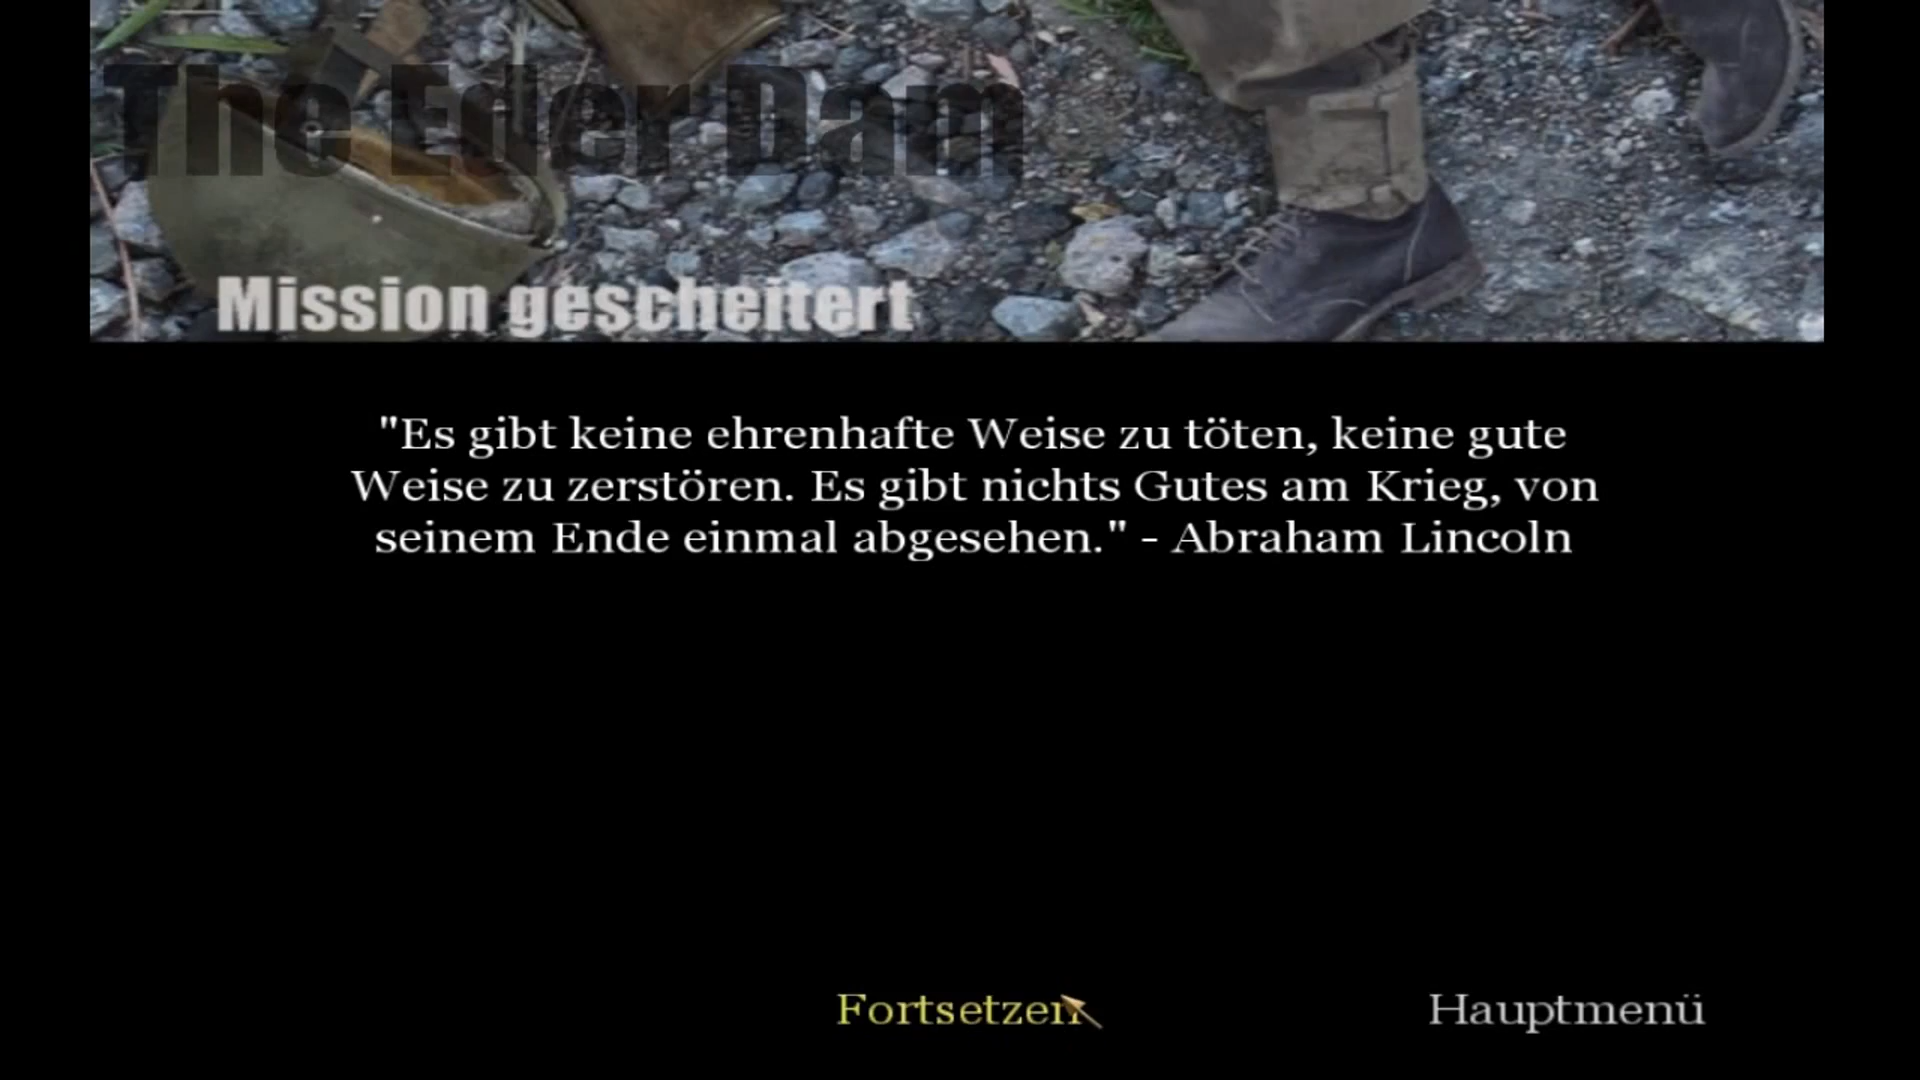 The Eder Dam
Mission gescheitert
"Es gibt keine ehrenhafte Weise zu töten, keine gute
Weise zu zerstören. Es gibt nichts Gutes am Krieg, von
seinem Ende einmal abgesehen." - Abraham Lincoln
Fortsetzen
Hauptmenü